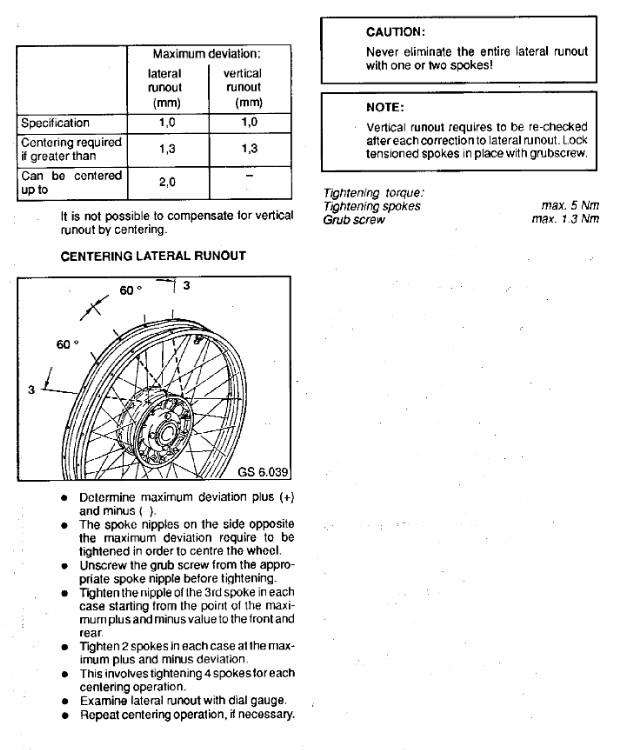 Maximum deviation:
lateral runout (mm)
vertical runout (mm)
Specification 1,0 1,0
Centering required if greater than 1,3 1,3
Can be centered up to 2,0 –
It is not possible to compensate for vertical
runout by centering.
CENTERING LATERAL RUNOUT
60° 3
60°
3
GS 6.039
● Determine maximum deviation plus (+)
and minus ( ).
● The spoke nipples on the side opposite
the maximum deviation require to be
tightened in order to centre the wheel.
● Unscrew the grub screw from the appro-
priate spoke nipple before tightening.
● Tighten the nipple of the 3rd spoke in each
case starting from the point of the maxi-
mum plus and minus value to the front and
rear.
● Tighten 2 spokes in each case at the max-
imum plus and minus deviation.
● This involves tightening 4 spokes for each
centering operation.
● Examine lateral runout with dial gauge.
● Repeat centering operation, if necessary.
CAUTION:
Never eliminate the entire lateral runout
with one or two spokes!
NOTE:
Vertical runout requires to be re-checked
after each correction to lateral runout. Lock
tensioned spokes in place with grubscrew.
Tightening torque:
Tightening spokes max. 5 Nm
Grub screw max. 1.3 Nm